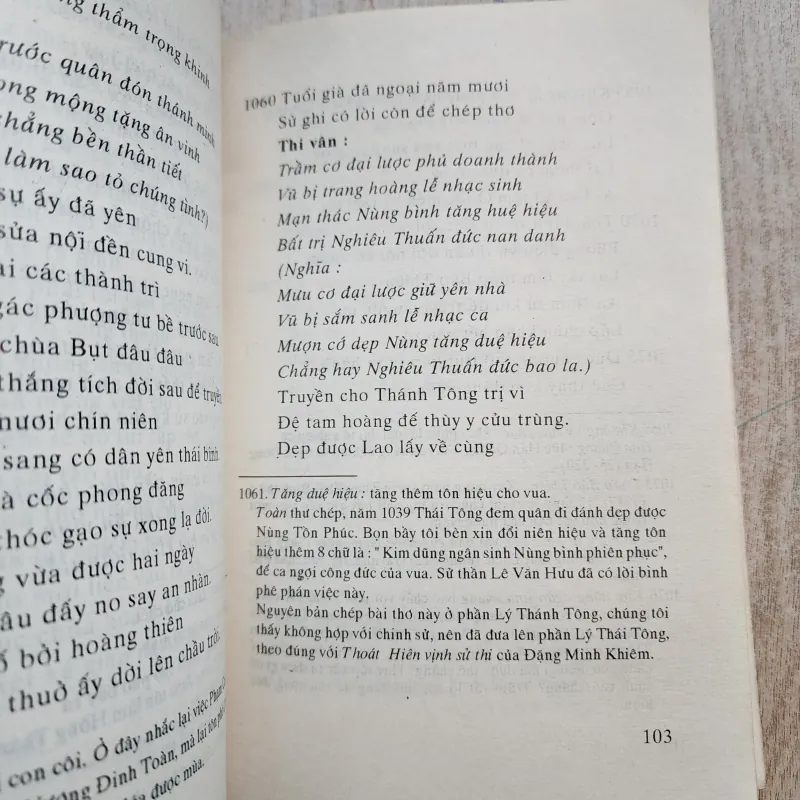 ng thẩm trọng khinh
rước quân đón thánh minh
ong mộng tặng ân vinh
chẳng bền thần tiết
làm sao tỏ chứng tình?)
sự ấy đã yên
sửa nội đền cung vi.
ại các thành trì
gác phượng tư bề trước sau
chùa Bụt đâu đâu
thắng tích đời sau để truyền
mươi chín niên
sang có dân yên thái bình
à cốc phong đăng
thóc gạo sự xong lạ đời.
g vừa được hai ngày
âu đấy no say an nhàn.
ố bởi hoàng thiên
thuở ấy dời lên chầu trời.
con côi. Ở đây nhắc lại việc
ương Đinh Toàn, mà lại tôn
ĩa được mùa.
1060 Tuổi già đã ngoại năm mươi
Sử ghi có lời còn để chép thơ
Thi vân :
Trầm cơ đại lược phủ doanh thành
Vũ bị trang hoàng lễ nhạc sinh
Mạn thác Nùng bình tăng huệ hiệu
Bất trị Nghiêu Thuấn đức nan danh
(Nghĩa :
Mưu cơ đại lược giữ yên nhà
Vũ bị sắm sanh lễ nhạc ca
Mượn cớ dẹp Nùng tăng duệ hiệu
Chẳng hay Nghiêu Thuấn đức bao la.)
Truyền cho Thánh Tông trị vì
Đệ tam hoàng đế thùy y cửu trùng.
Dẹp được Lao lấy về cùng
1061. Tăng duệ hiệu : tăng thêm tôn hiệu cho vua.
Toàn thư chép, năm 1039 Thái Tông đem quân đi đánh dẹp được
Nùng Tồn Phúc. Bọn bầy tôi bèn xin đổi niên hiệu và tăng tôn
hiệu thêm 8 chữ là : " Kim dũng ngân sinh Nùng bình phiên phục",
để ca ngợi công đức của vua. Sử thần Lê Văn Hưu đã có lời bình
phê phán việc này.
Nguyên bản chép bài thơ này ở phần Lý Thánh Tông, chúng tôi
thấy không hợp với chính sử, nên đã đưa lên phần Lý Thái Tông,
theo đúng với Thoát Hiên vịnh sử thi của Đặng Minh Khiêm.
103